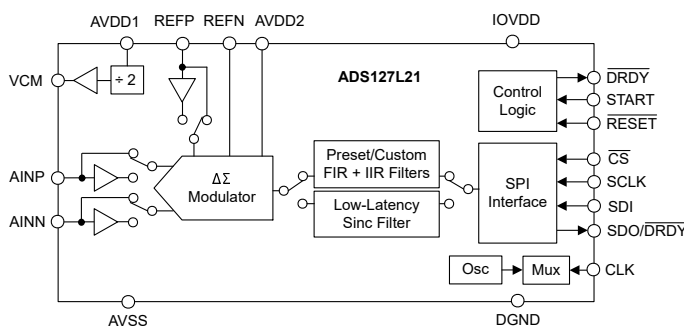 AVDD1 REFP REFN AVDD2 IOVDD
VCM
÷ 2
ADS127L21
Control
Logic
DRDY
START
RESET
AINP
AINN
ΔΣ
Modulator
Preset/Custom
FIR + IIR Filters
Low-Latency
Sinc Filter
SPI
Interface
CS
SCLK
SDI
SDO/DRDY
Osc
Mux
CLK
AVSS
DGND